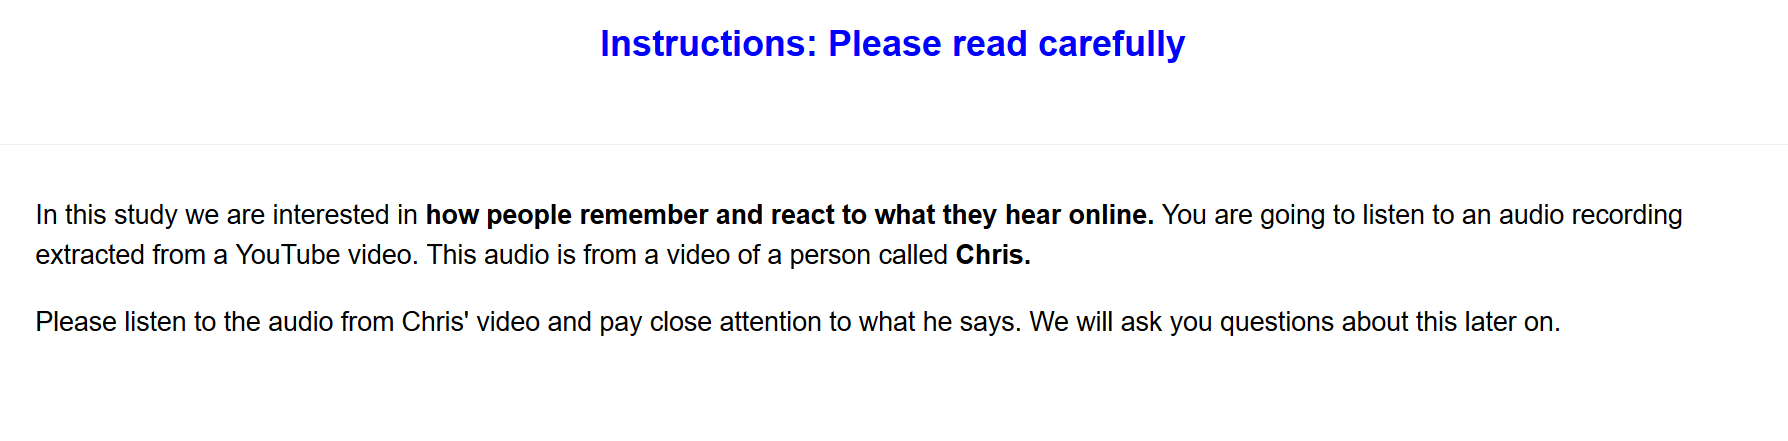 Instructions: Please read carefully
In this study we are interested in how people remember and react to what they hear online. You are going to listen to an audio recording
extracted from a YouTube video. This audio is from a video of a person called Chris.
Please listen to the audio from Chris' video and pay close attention to what he says. We will ask you questions about this later on.